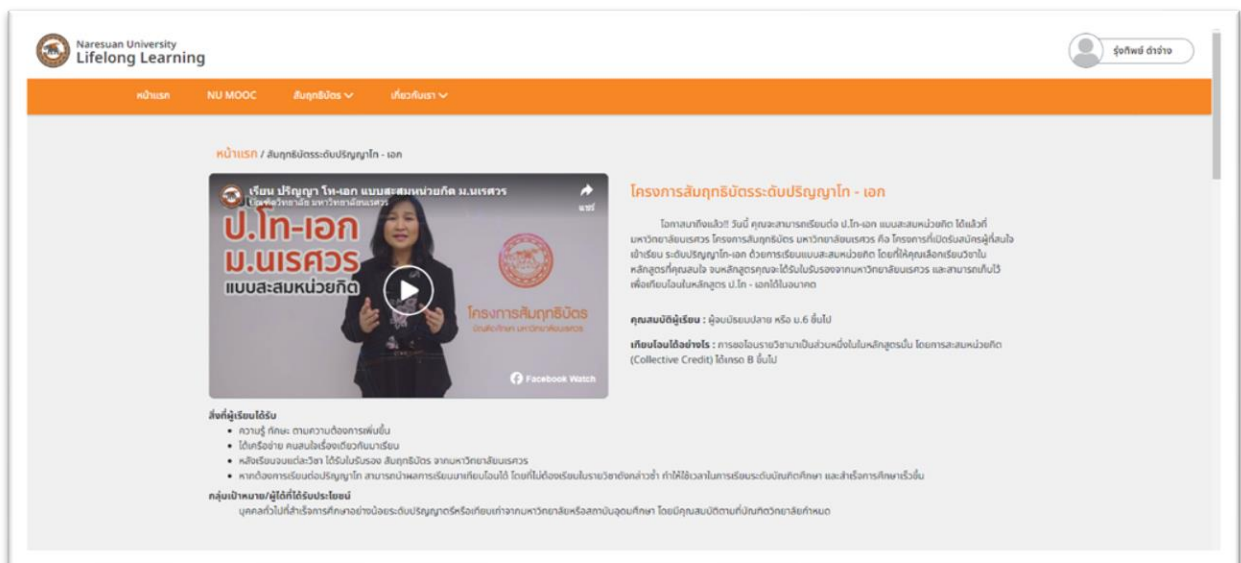 Naresuan University
Lifelong Learning
รุ่งทิพย์ ดำจ่าง
หน้าแรก NU MOOC สัมฤทธิบัตร เกี่ยวกับเรา
หน้าแรก / สัมฤทธิบัตรระดับปริญญาโท - เอก
เรียน ปริญญา โท-เอก แบบสะสมหน่วยกิต ม.นเรศวร
บัณฑิตวิทยาลัย มหาวิทยาลัยนเรศวร
แชร์
ป.โท-เอก
ม.นเรศวร
แบบสะสมหน่วยกิต
โครงการสัมฤทธิบัตร
บัณฑิตศึกษา มหาวิทยาลัยนเรศวร
Facebook Watch
โครงการสัมฤทธิบัตรระดับปริญญาโท - เอก
โอกาสมาถึงแล้ว!! วันนี้ คุณจะสามารถเรียนต่อ ป.โท-เอก แบบสะสมหน่วยกิต ได้แล้วที่
มหาวิทยาลัยนเรศวร โครงการสัมฤทธิบัตร มหาวิทยาลัยนเรศวร คือ โครงการที่เปิดรับสมัครผู้ที่สนใจ
เข้าเรียน ระดับปริญญาโท-เอก ด้วยการเรียนแบบสะสมหน่วยกิต โดยที่ให้คุณเลือกเรียนวิชาใน
หลักสูตรที่คุณสนใจ จบหลักสูตรคุณจะได้รับใบรับรองจากมหาวิทยาลัยนเรศวร และสามารถเก็บไว้
เพื่อเทียบโอนในหลักสูตร ป.โท - เอกได้ในอนาคต
คุณสมบัติผู้เรียน : ผู้จบมัธยมปลาย หรือ ม.6 ขึ้นไป
เทียบโอนได้อย่างไร : การขอโอนรายวิชามาเป็นส่วนหนึ่งในในหลักสูตรนั้น โดยการสะสมหน่วยกิต
(Collective Credit) ได้เกรด B ขึ้นไป
สิ่งที่ผู้เรียนได้รับ
• ความรู้ ทักษะ ตามความต้องการเพิ่มขึ้น
• ได้เครือข่าย คนสนใจเรื่องเดียวกันมาเรียน
• หลังเรียนจบแต่ละวิชา ได้รับใบรับรอง สัมฤทธิบัตร จากมหาวิทยาลัยนเรศวร
• หากต้องการเรียนต่อปริญญาโท สามารถนำผลการเรียนมาเทียบโอนได้ โดยที่ไม่ต้องเรียนในรายวิชาดังกล่าวซ้ำ ทำให้ใช้เวลาในการเรียนระดับบัณฑิตศึกษา และสำเร็จการศึกษาเร็วขึ้น
กลุ่มเป้าหมาย/ผู้ได้ที่ได้รับประโยชน์
บุคคลทั่วไปที่สำเร็จการศึกษาอย่างน้อยระดับปริญญาตรีหรือเทียบเท่าจากมหาวิทยาลัยหรือสถาบันอุดมศึกษา โดยมีคุณสมบัติตามที่บัณฑิตวิทยาลัยกำหนด